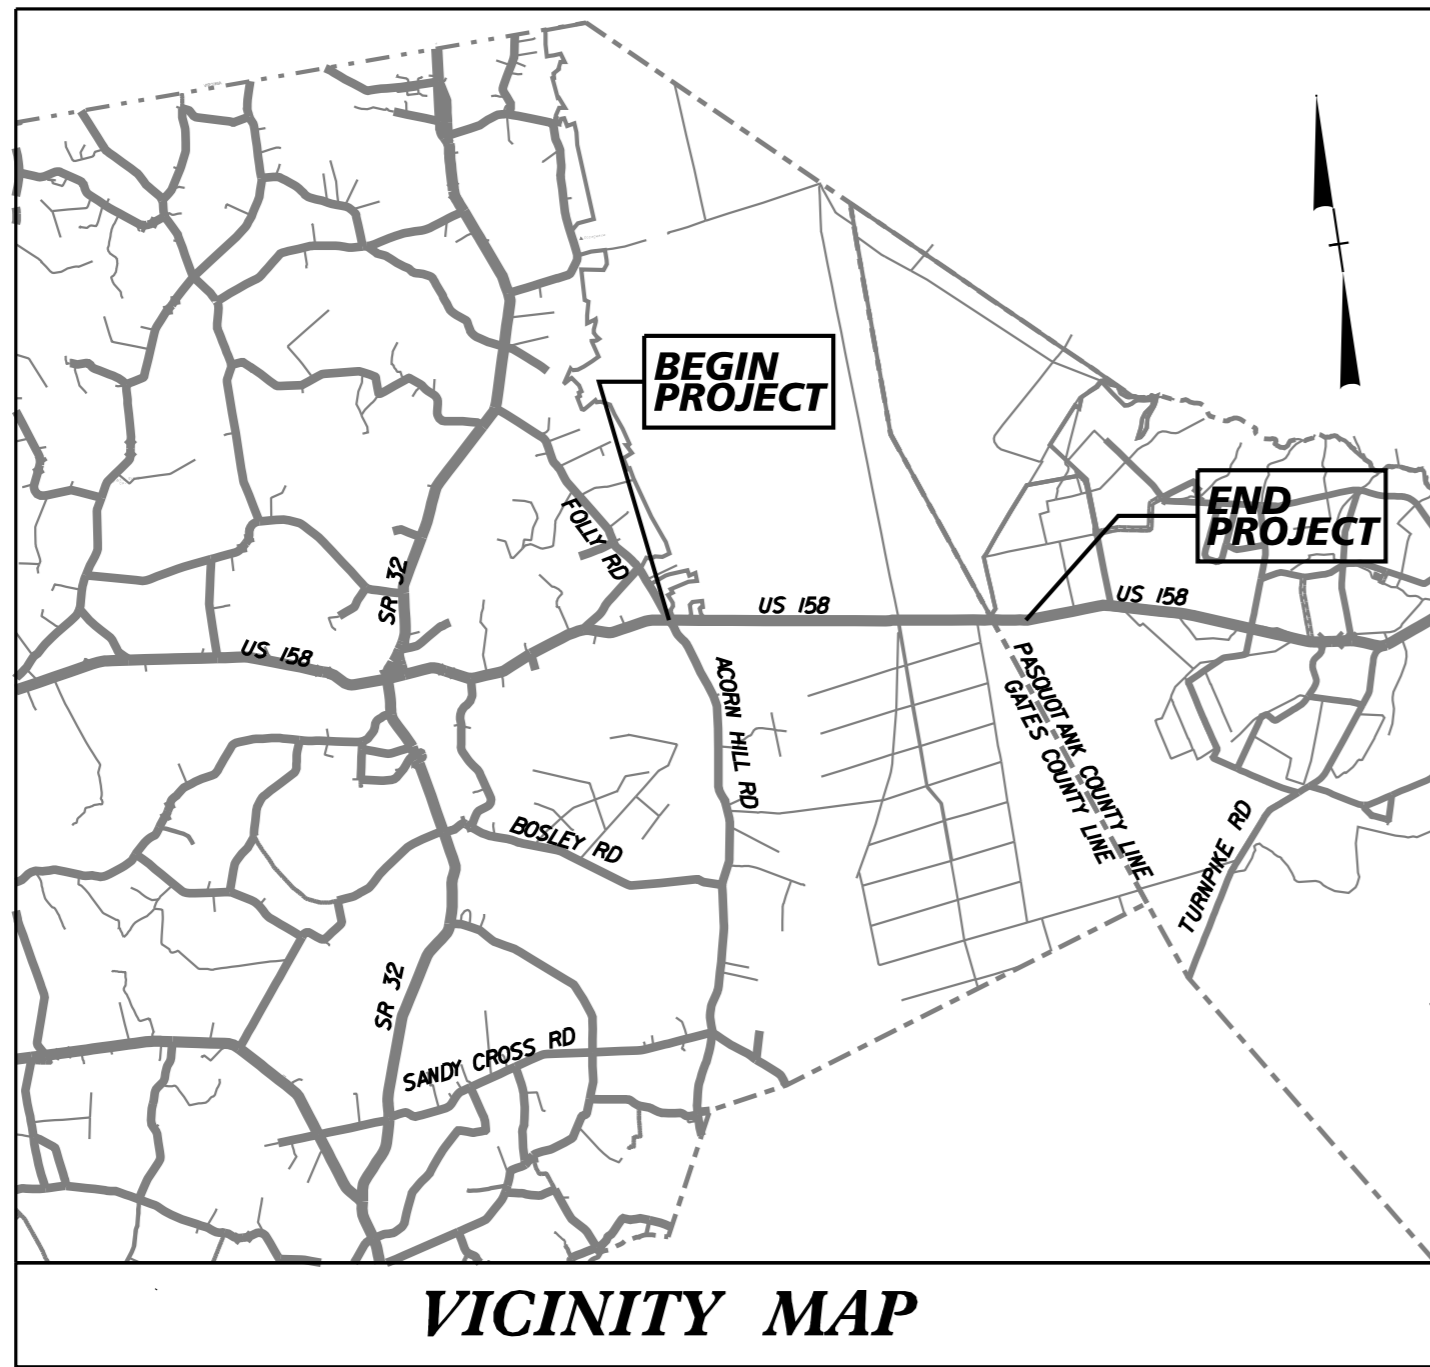 BEGIN
PROJECT
END
PROJECT
FOLLY RD
SR 32
US 158
US 158
US 158
ACORN HILL RD
PASQUOTANK COUNTY LINE
GATES COUNTY LINE
BOSLEY RD
TURNPIKE RD
SR 32
SANDY CROSS RD
VICINITY MAP